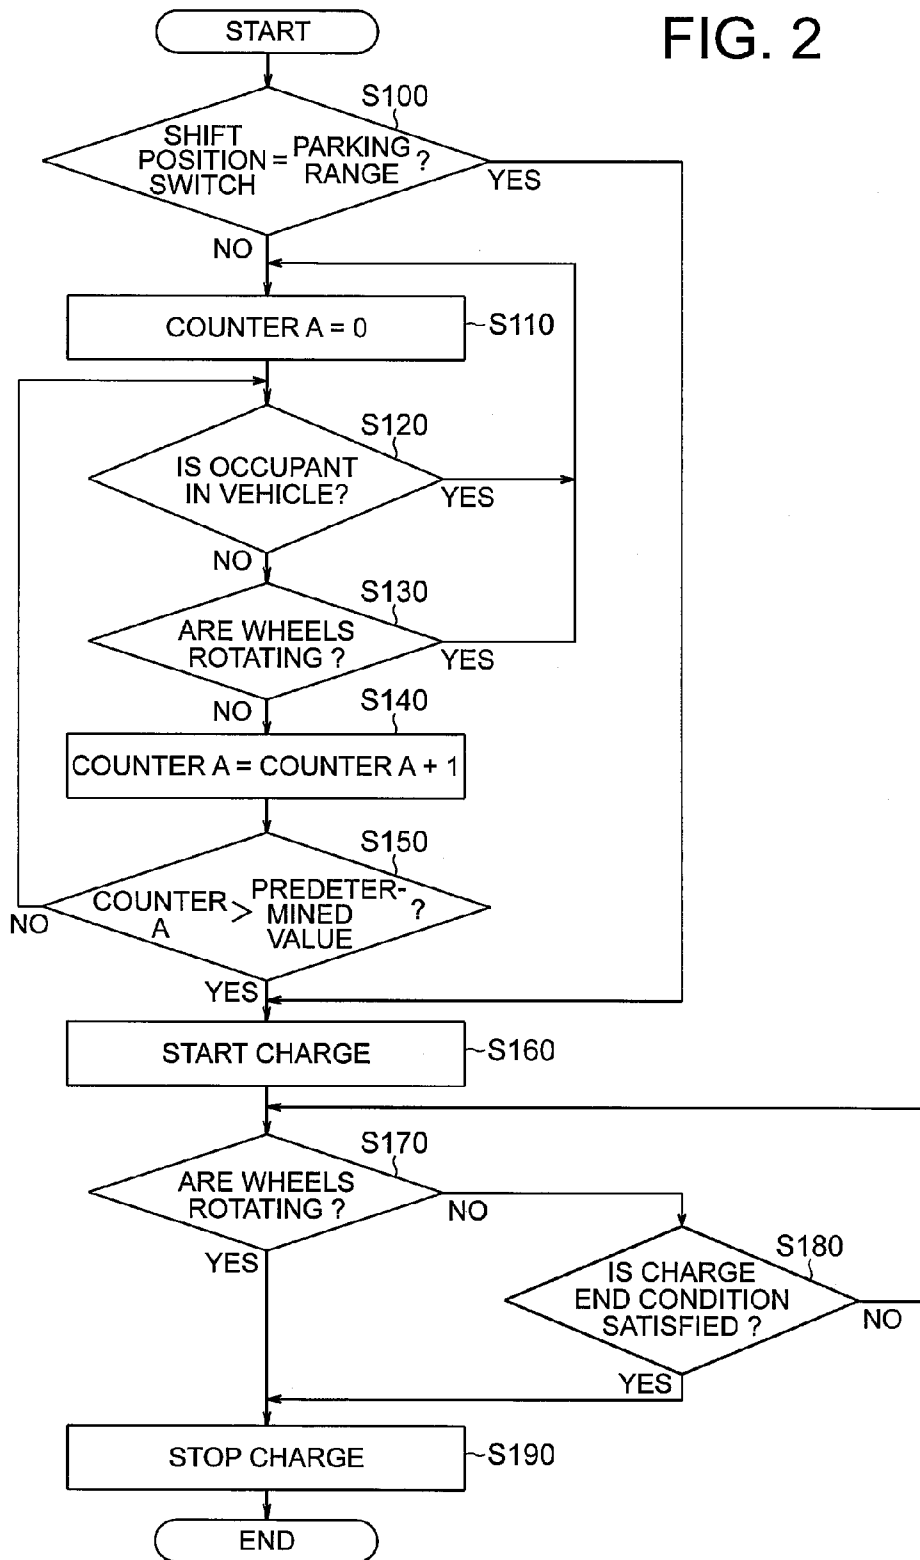 FIG. 2
START
S100
SHIFT
POSITION
SWITCH
=
PARKING
RANGE
?
YES
NO
COUNTER A = 0
S110
S120
IS OCCUPANT
IN VEHICLE?
YES
NO
S130
ARE WHEELS
ROTATING ?
YES
NO
S140
COUNTER A = COUNTER A + 1
S150
COUNTER
A
>
PREDETER-
MINED
VALUE
?
NO
YES
START CHARGE
S160
S170
ARE WHEELS
ROTATING ?
NO
YES
S180
IS CHARGE
END CONDITION
SATISFIED ?
NO
YES
STOP CHARGE
S190
END